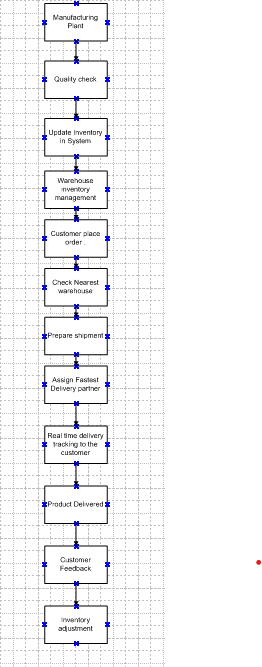 Manufacturing
Plant
Quality check
Update Inventory
in System
Warehouse
inventory
management
Customer place
order .
Check Nearest
warehouse
Prepare shipment
Assign Fastest
Delivery partner
Real time delivery
tracking to the
customer
Product Delivered
Customer
Feedback
Inventory
adjustment